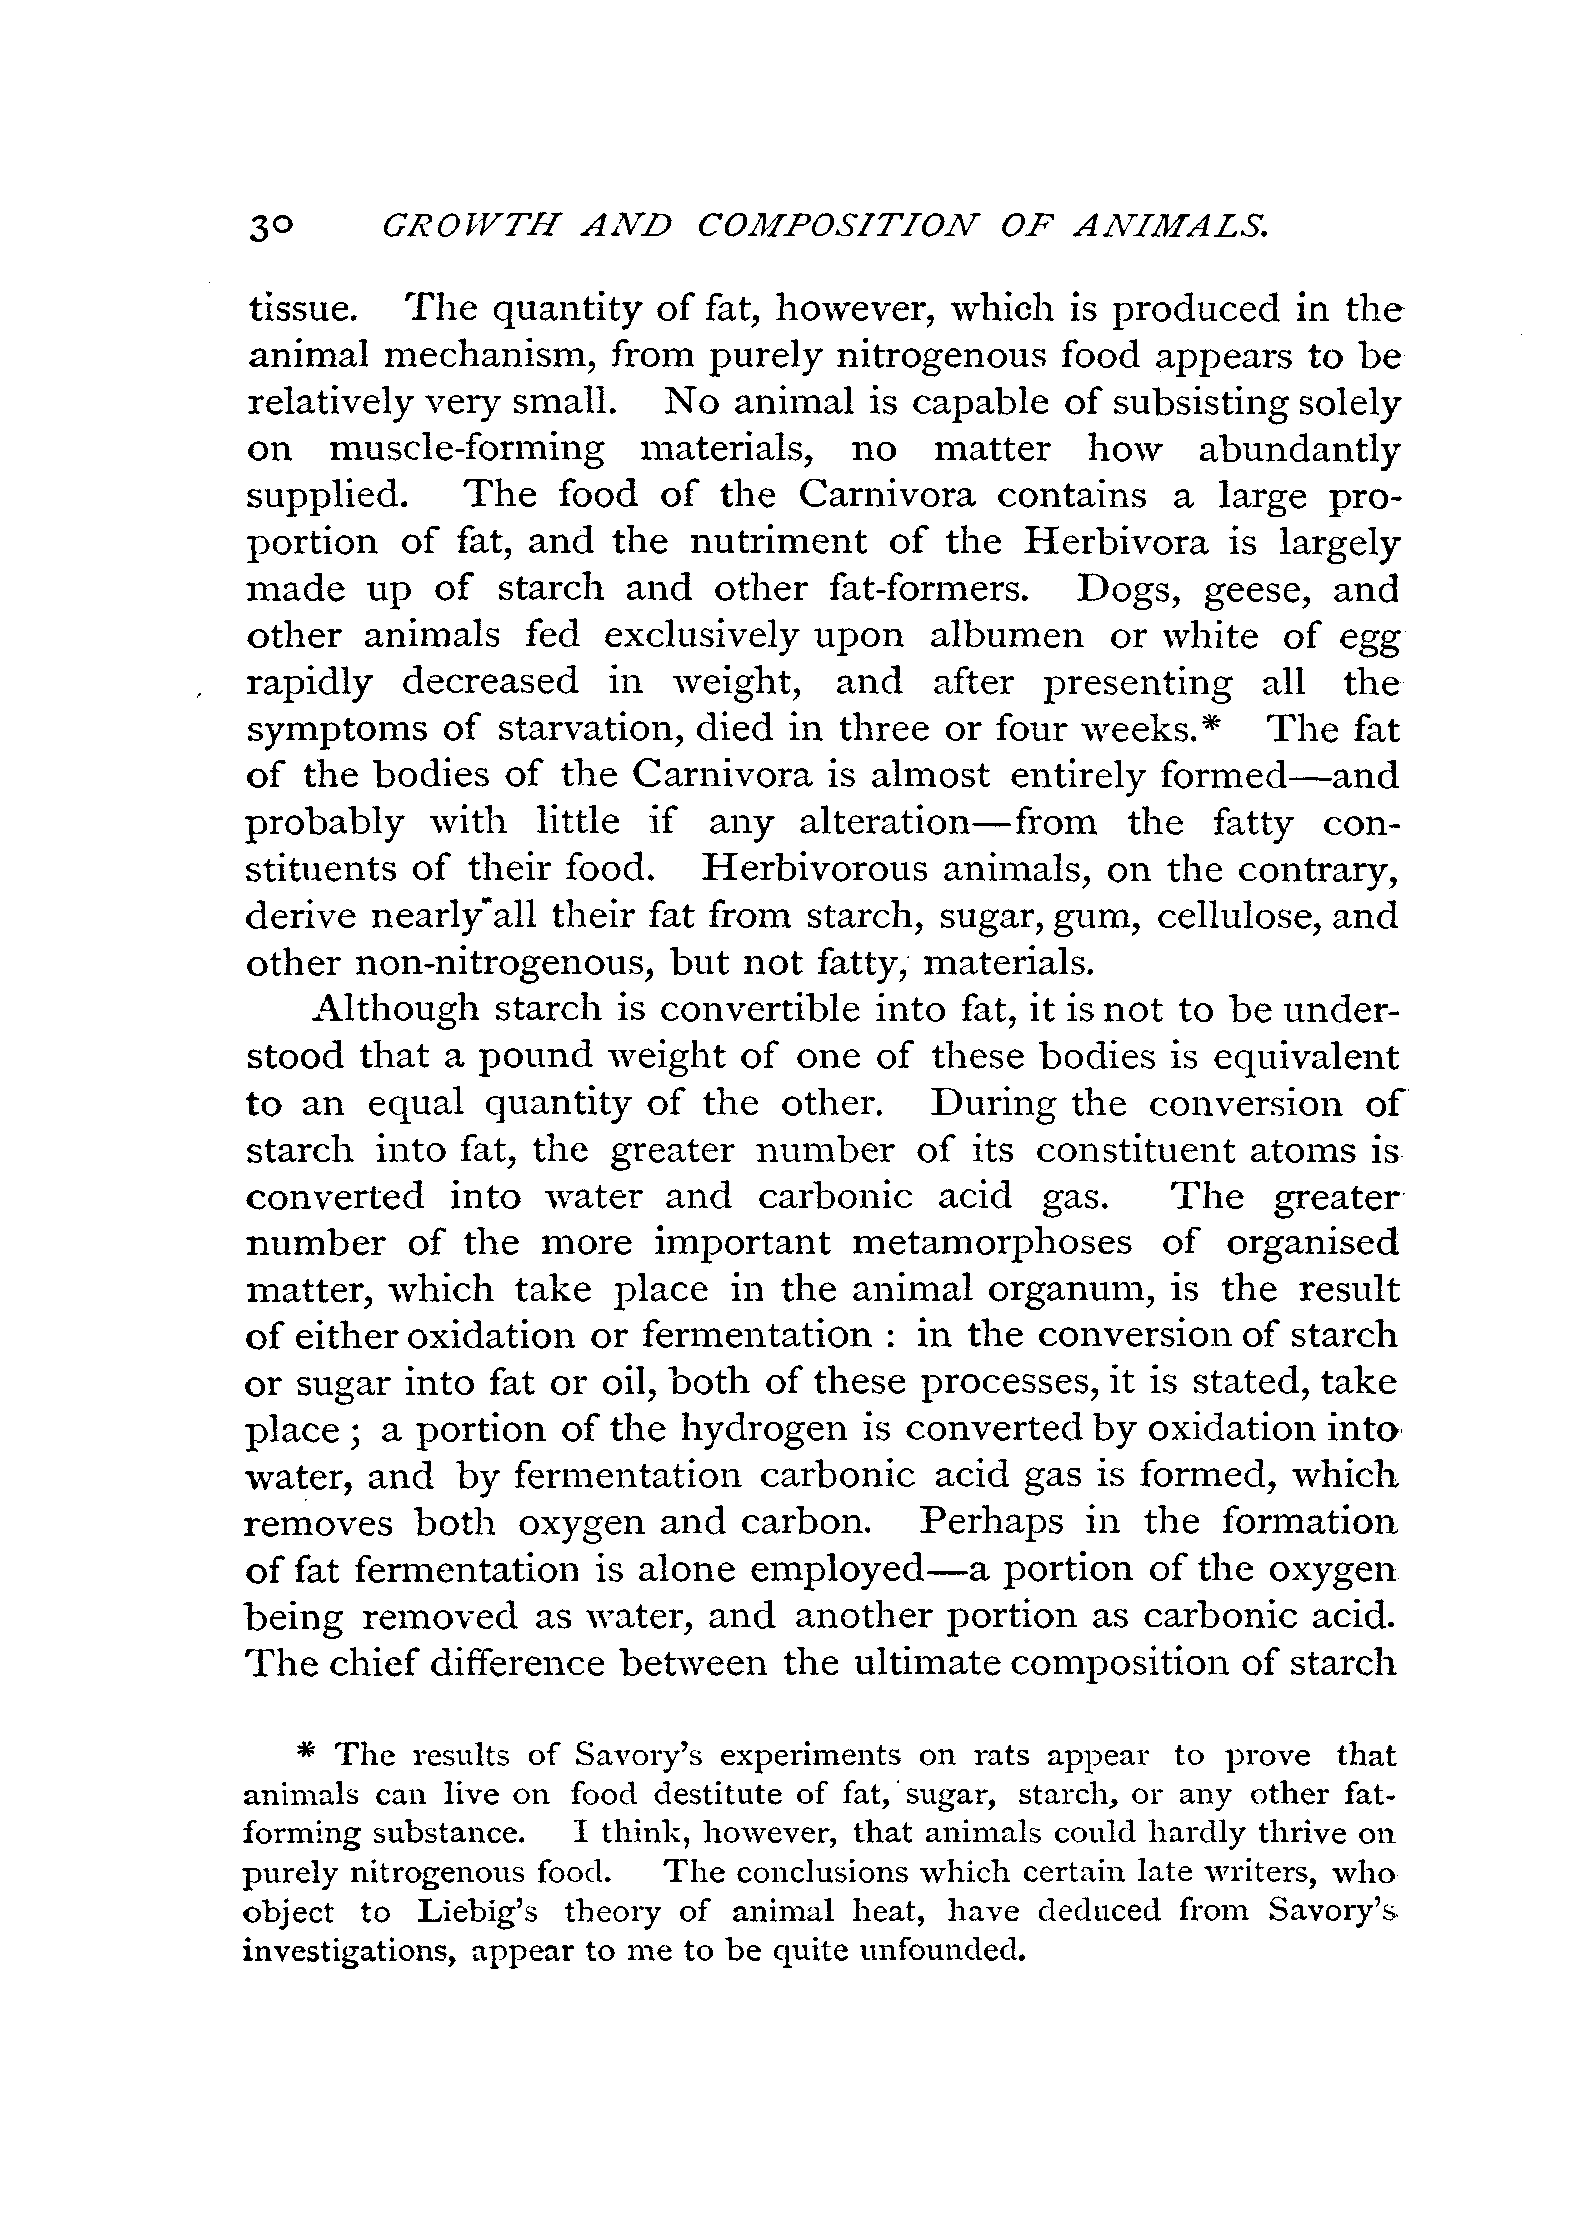 30 GROWTH AND COMPOSITION OF ANIMALS.
tissue. The quantity of fat, however, which is produced in the
animal mechanism, from purely nitrogenous food appears to be
relatively very small. No animal is capable of subsisting solely
on muscle-forming materials, no matter how abundantly
supplied. The food of the Carnivora contains a large pro-
portion of fat, and the nutriment of the Herbivora is largely
made up of starch and other fat-formers. Dogs, geese, and
other animals fed exclusively upon albumen or white of egg
rapidly decreased in weight, and after presenting all the
symptoms of starvation, died in three or four weeks.* The fat
of the bodies of the Carnivora is almost entirely formed—and
probably with little if any alteration—from the fatty con-
stituents of their food. Herbivorous animals, on the contrary,
derive nearly all their fat from starch, sugar, gum, cellulose, and
other non-nitrogenous, but not fatty, materials.
Although starch is convertible into fat, it is not to be under-
stood that a pound weight of one of these bodies is equivalent
to an equal quantity of the other. During the conversion of
starch into fat, the greater number of its constituent atoms is
converted into water and carbonic acid gas. The greater
number of the more important metamorphoses of organised
matter, which take place in the animal organum, is the result
of either oxidation or fermentation : in the conversion of starch
or sugar into fat or oil, both of these processes, it is stated, take
place ; a portion of the hydrogen is converted by oxidation into
water, and by fermentation carbonic acid gas is formed, which
removes both oxygen and carbon. Perhaps in the formation
of fat fermentation is alone employed—a portion of the oxygen
being removed as water, and another portion as carbonic acid.
The chief difference between the ultimate composition of starch
* The results of Savory's experiments on rats appear to prove that
animals can live on food destitute of fat, sugar, starch, or any other fat-
forming substance. I think, however, that animals could hardly thrive on
purely nitrogenous food. The conclusions which certain late writers, who
object to Liebig's theory of animal heat, have deduced from Savory's
investigations, appear to me to be quite unfounded.